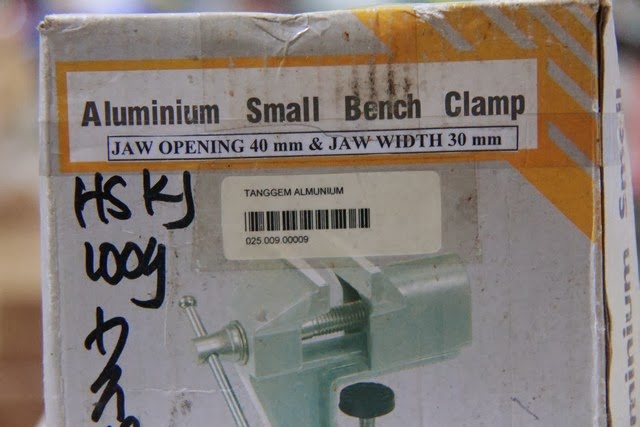 Aluminium Small Bench Clamp
JAW OPENING 40 mm & JAW WIDTH 30 mm
TANGGEM ALMUNIUM
025.009.00009
HS KJ